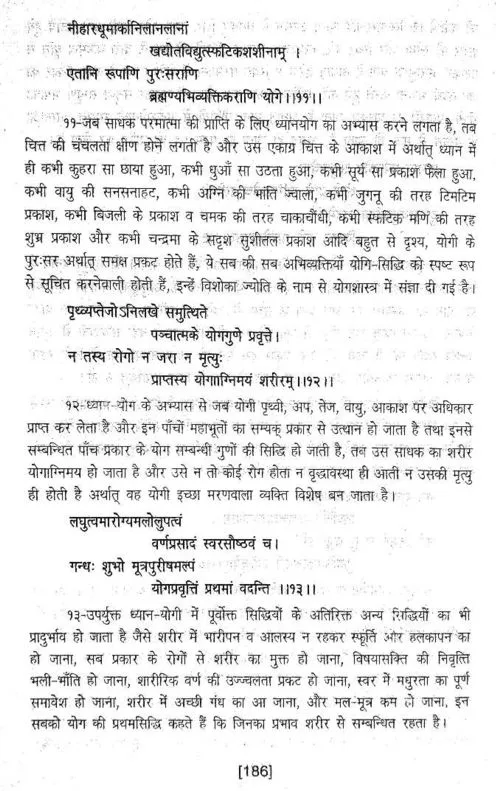 नीहारधूमार्कानिलानलानां
खद्योतविद्युत्स्फटिकशशीनाम् ।
एतानि रूपाणि पुरःसराणि
ब्रह्मण्यभिव्यक्तिकराणि योगे।।११।।
११-जब साधक परमात्मा की प्राप्ति के लिए ध्यानयोग का अभ्यास करने लगता है, तब
चित्त की चंचलता क्षीण होने लगती है और उस एकाग्र चित्त के आकाश में अर्थात् ध्यान में
ही कभी कुहरा सा छाया हुआ, कभी धुआँ सा उठता हुआ, कभी सूर्य सा प्रकाश फैला हुआ,
कभी वायु की सनसनाहट, कभी अग्नि की भांति ज्वाला, कभी जुगनू की तरह टिमटिम
प्रकाश, कभी बिजली के प्रकाश व चमक की तरह चाकाचौंधी, कभी स्फटिक मणि की तरह
शुभ्र प्रकाश और कभी चन्द्रमा के सदृश सुशीतल प्रकाश आदि बहुत से दृश्य, योगी के
पुरःसर अर्थात् समक्ष प्रकट होते हैं, ये सब की सब अभिव्यक्तियाँ योगि-सिद्धि को स्पष्ट रूप
से सूचित करनेवाली होती हैं, इन्हें विशोका ज्योति के नाम से योगशास्त्र में संज्ञा दी गई है।
पृथ्व्यप्तेजोऽनिलखे समुत्थिते
पञ्चात्मके योगगुणे प्रवृत्ते।
न तस्य रोगो न जरा न मृत्युः
प्राप्तस्य योगााग्निमयं शरीरम्।।१२।।
१२-ध्यान-योग के अभ्यास से जब योगी पृथ्वी, अप, तेज, वायु, आकाश पर अधिकार
प्राप्त कर लेता है और इन पाँचों महाभूतों का सम्यक् प्रकार से उत्थान हो जाता है तथा इनसे
सम्बन्धित पाँच प्रकार के योग सम्बन्धी गुणों की सिद्धि हो जाती है, तब उस साधक का शरीर
योगाग्निमय हो जाता है और उसे न तो कोई रोग होता न वृद्धावस्था ही आती न उसकी मृत्यु
ही होती है अर्थात् वह योगी इच्छा मरणवाला व्यक्ति विशेष बन जाता है।
लघुत्वमारोग्यमलोलुपत्वं
वर्णप्रसादं स्वरसौष्ठवं च।
गन्धः शुभो मूत्रपुरीषमल्पं
योगप्रवृत्तिं प्रथमां वदन्ति ।।१३।।
१३-उपर्युक्त ध्यान-योगी में पूर्वोक्त सिद्धियों के अतिरिक्त अन्य सिद्धियों का भी
प्रादुर्भाव हो जाता है जैसे शरीर में भारीपन व आलस्य न रहकर स्फूर्ति और हलकापन का
हो जाना, सब प्रकार के रोगों से शरीर का मुक्त हो जाना, विषयासक्ति की निवृत्ति
भली-भाँति हो जाना, शारीरिक वर्ण की उज्ज्वलता प्रकट हो जाना, स्वर में मधुरता का पूर्ण
समावेश हो जाना, शरीर में अच्छी गंध का आ जाना, और मल-मूत्र कम हो जाना, इन
सबको योग की प्रथमसिद्धि कहते हैं कि जिनका प्रभाव शरीर से सम्बन्धित रहता है।
[186]